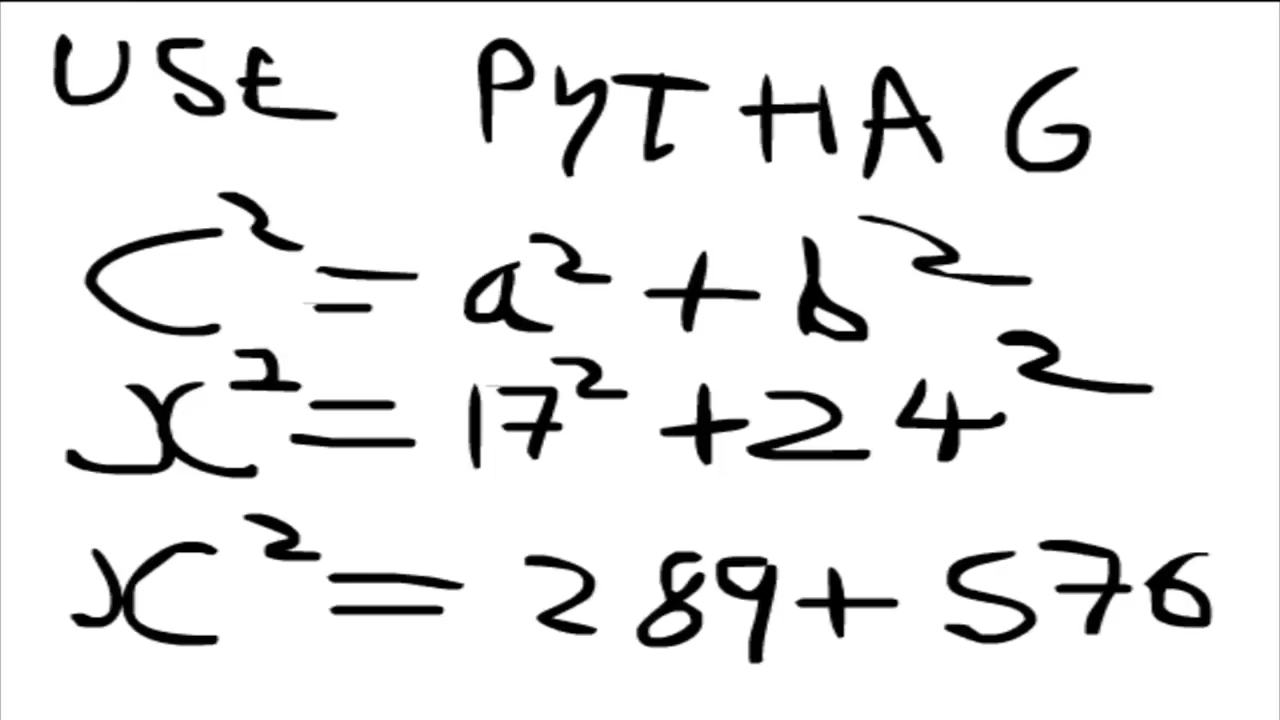 USE PYTHAG
C² = a² + b²
x² = 17² + 24²
x² = 289 + 576